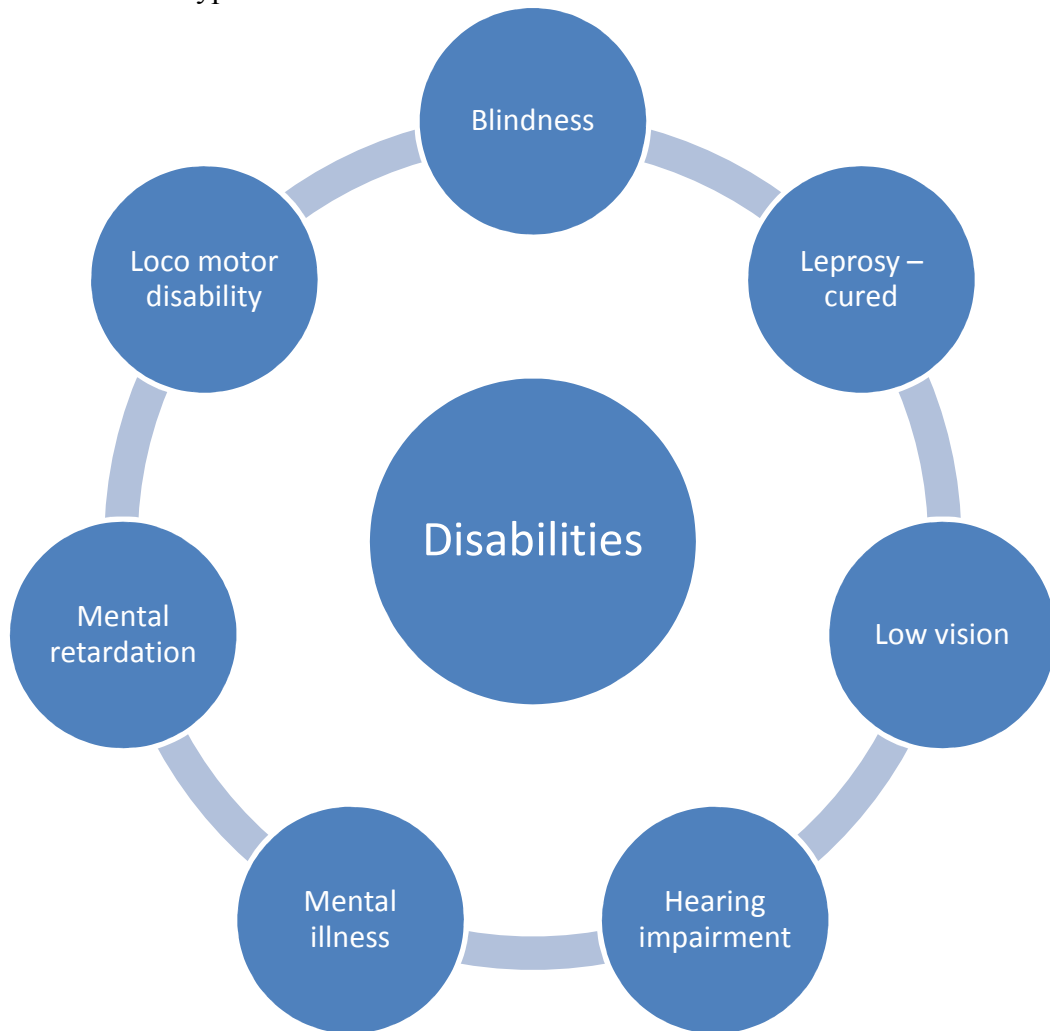 Blindness
Leprosy –
cured
Low vision
Hearing
impairment
Mental
illness
Mental
retardation
Loco motor
disability
Disabilities